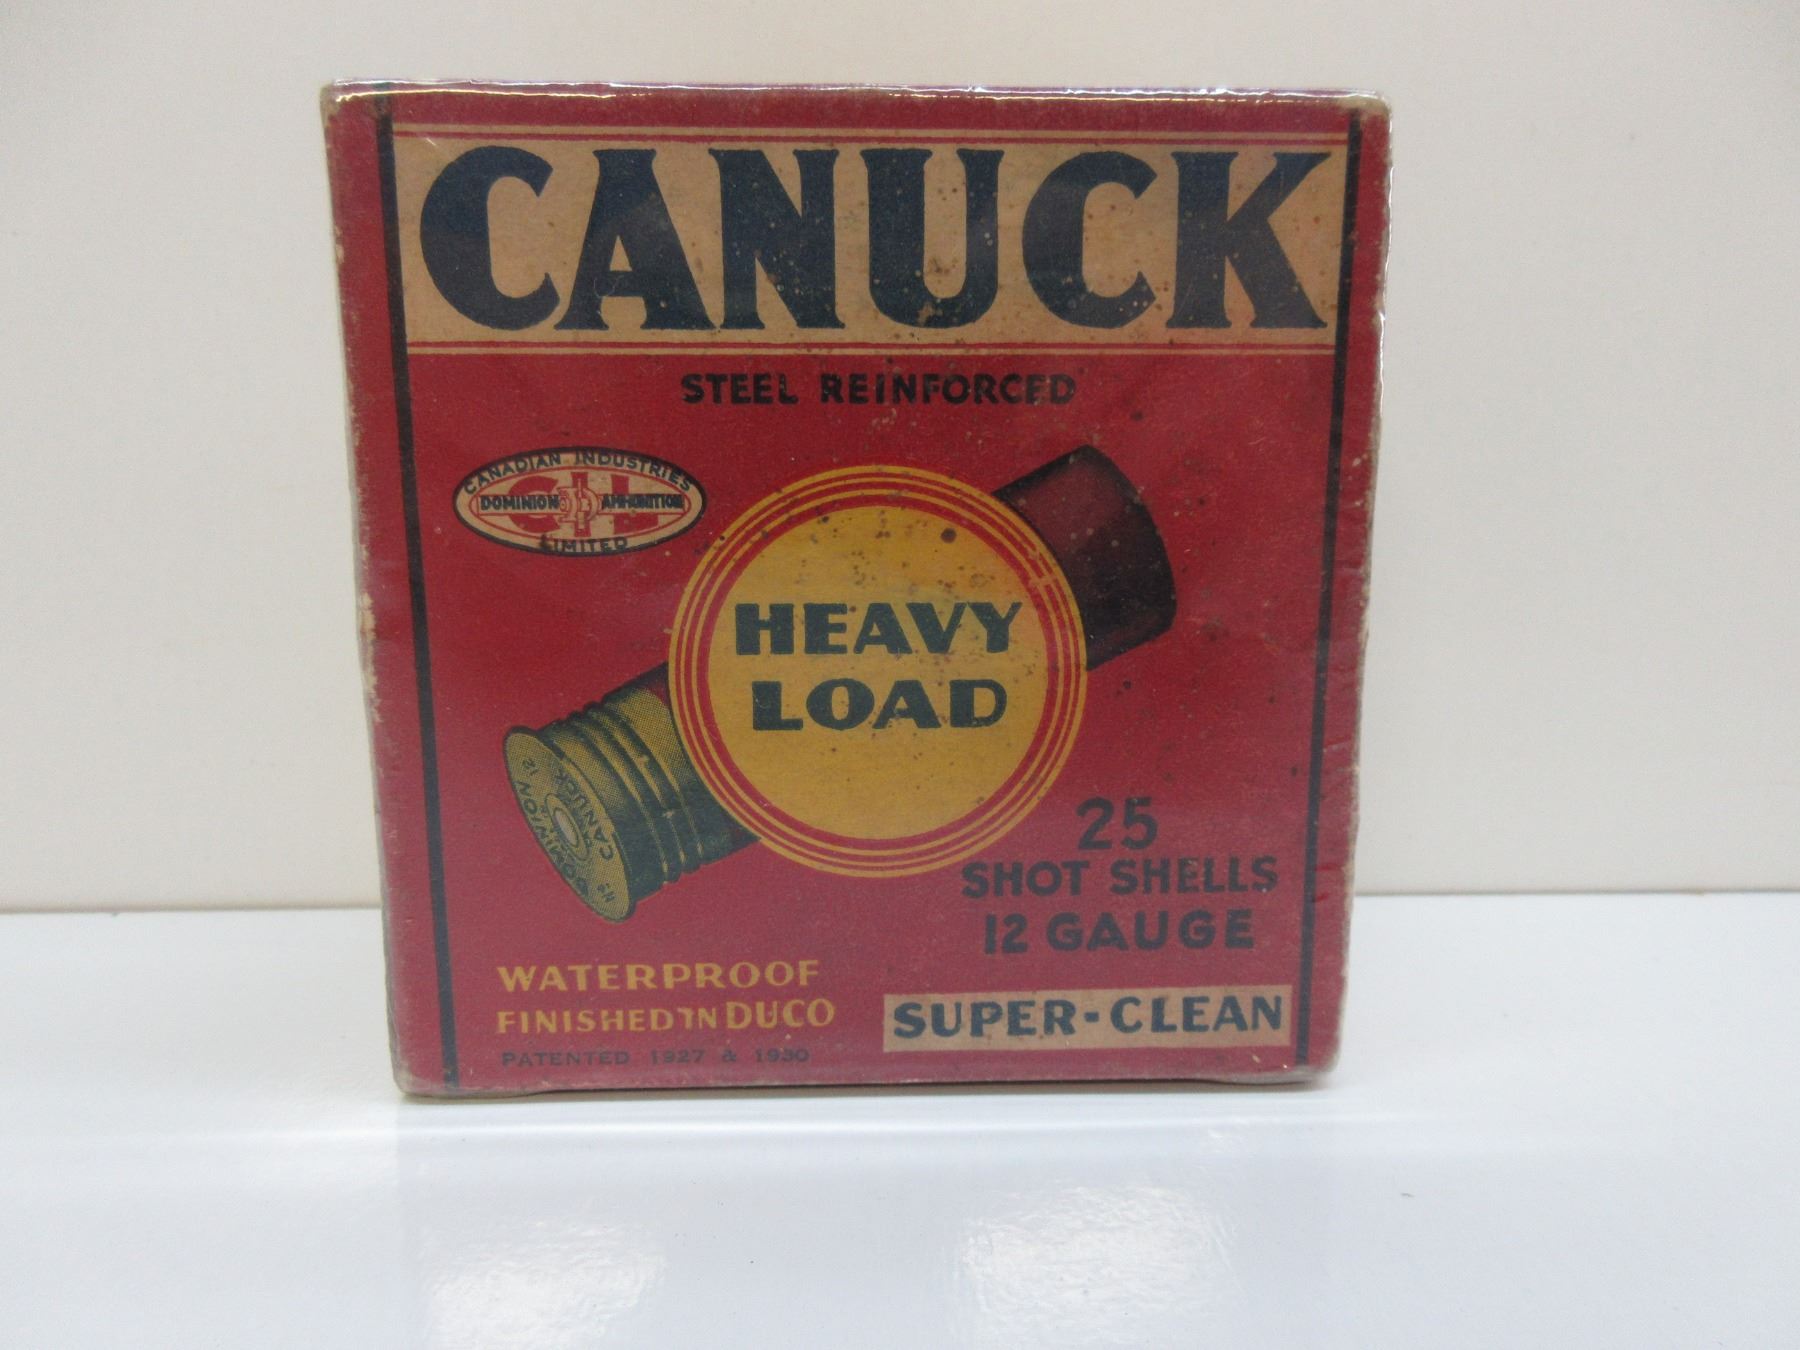 CANUCK
STEEL REINFORCED
CANADIAN INDUSTRIES
DOMINION AMMUNITION
LIMITED
HEAVY
LOAD
12
DOMINION
CANUCK
No
25
SHOT SHELLS
12 GAUGE
WATERPROOF
FINISHED IN DUCO
SUPER-CLEAN
PATENTED 1927 & 1930